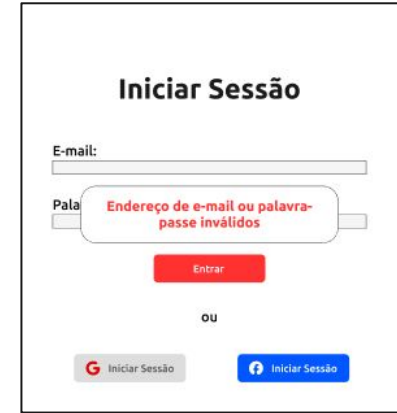 Iniciar Sessão
E-mail:
Pala
Endereço de e-mail ou palavra-
passe inválidos
Entrar
ou
Iniciar Sessão
Iniciar Sessão